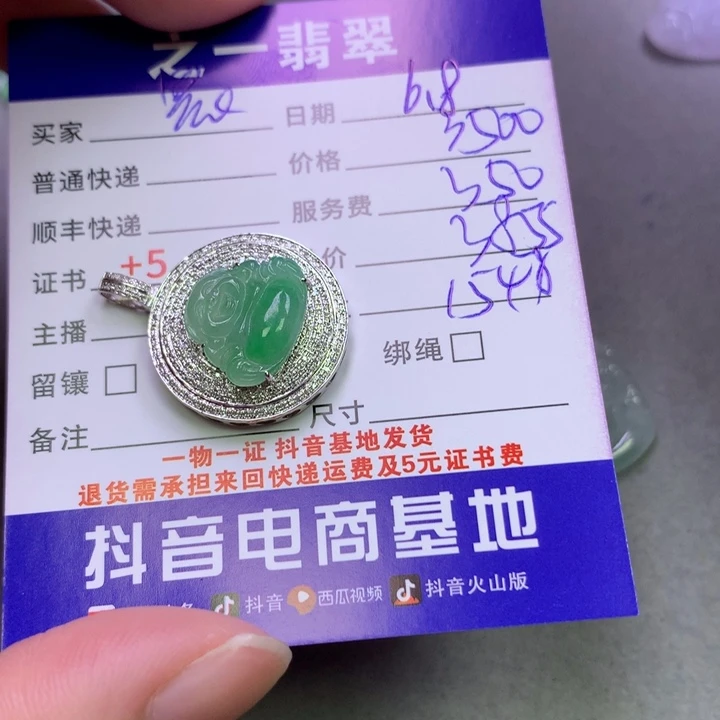 之一翡翠
买家 日期 6.8
普通快递 价格 3500
顺丰快递 服务费 350
证书 +5 价
主播
留镶 绑绳
备注 尺寸
一物一证 抖音基地发货
退货需承担来回快递运费及5元证书费
抖音电商基地
抖音 西瓜视频 抖音火山版